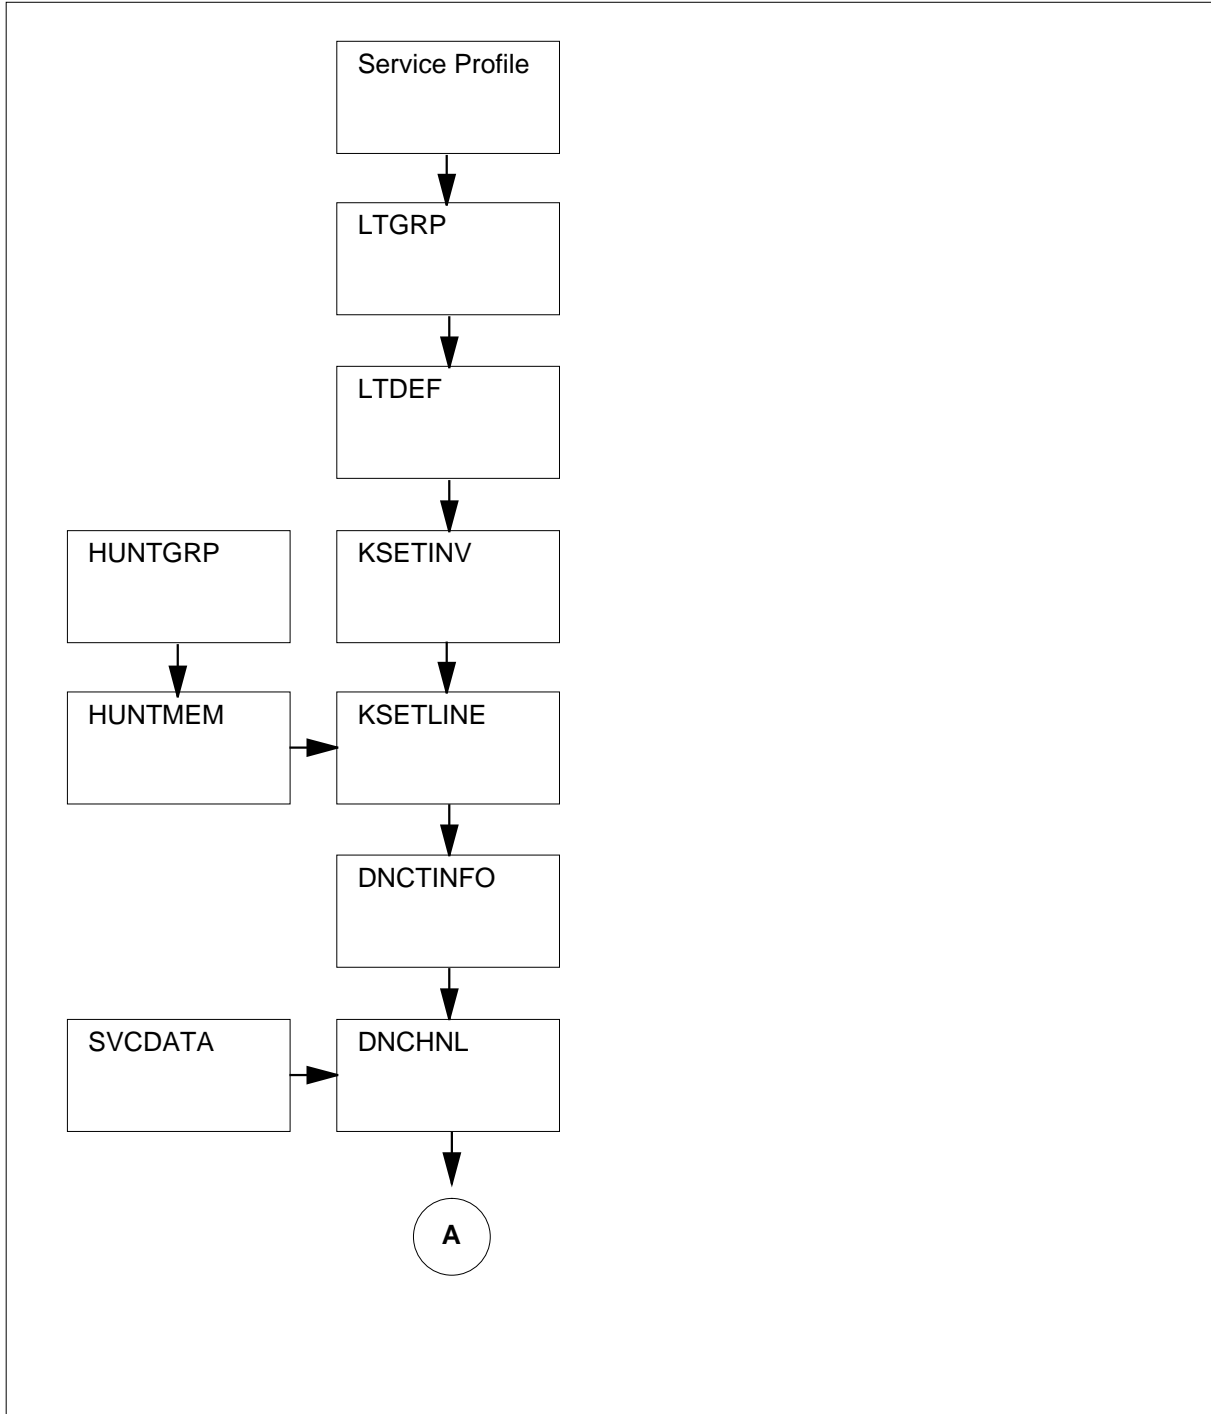 Service Profile
LTGRP
LTDEF
HUNTGRP
KSETINV
HUNTMEM
KSETLINE
DNCTINFO
SVCDATA
DNCHNL
A